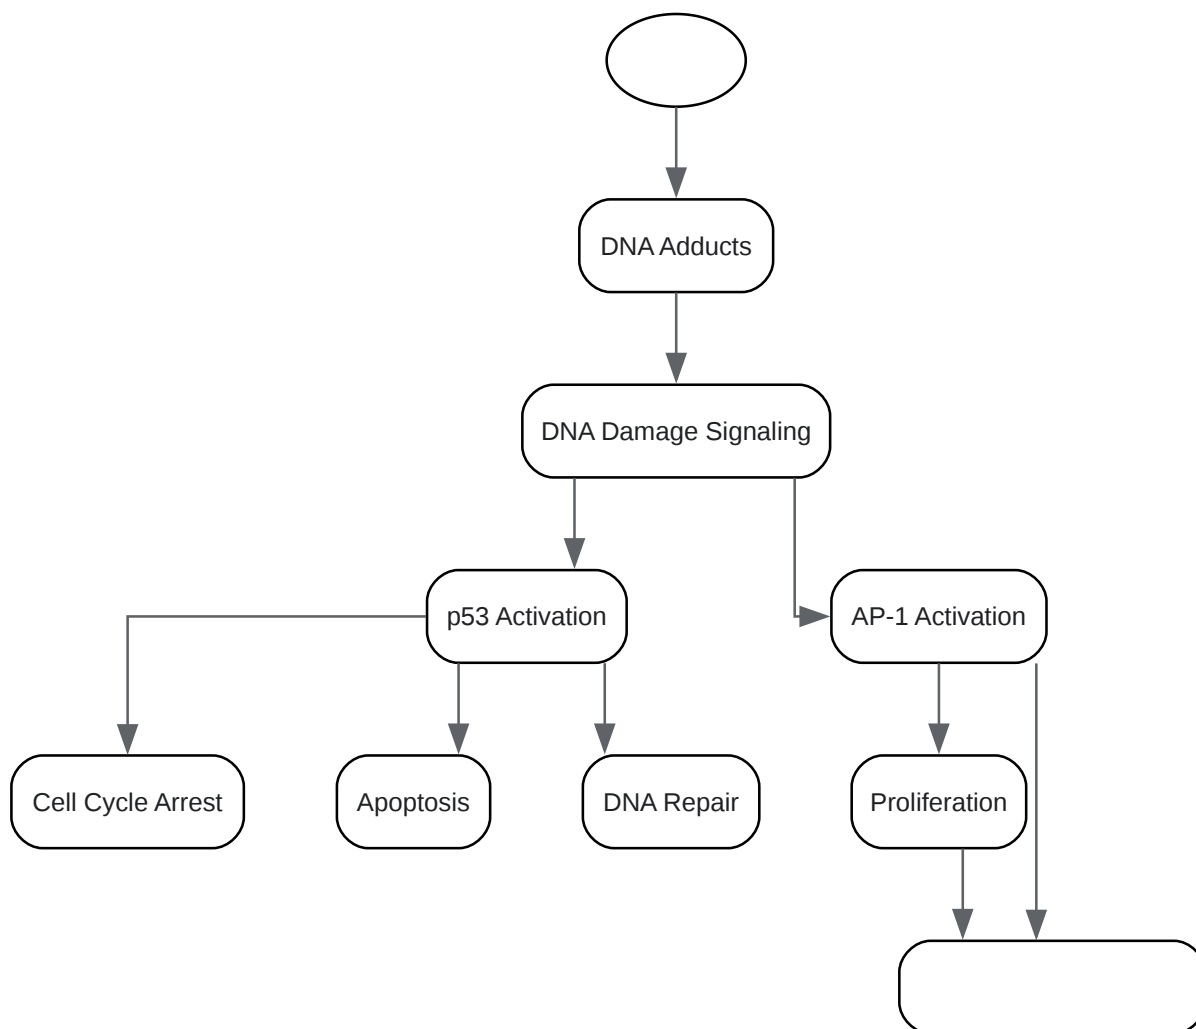 DNA Adducts
DNA Damage Signaling
p53 Activation
AP-1 Activation
Cell Cycle Arrest
Apoptosis
DNA Repair
Proliferation